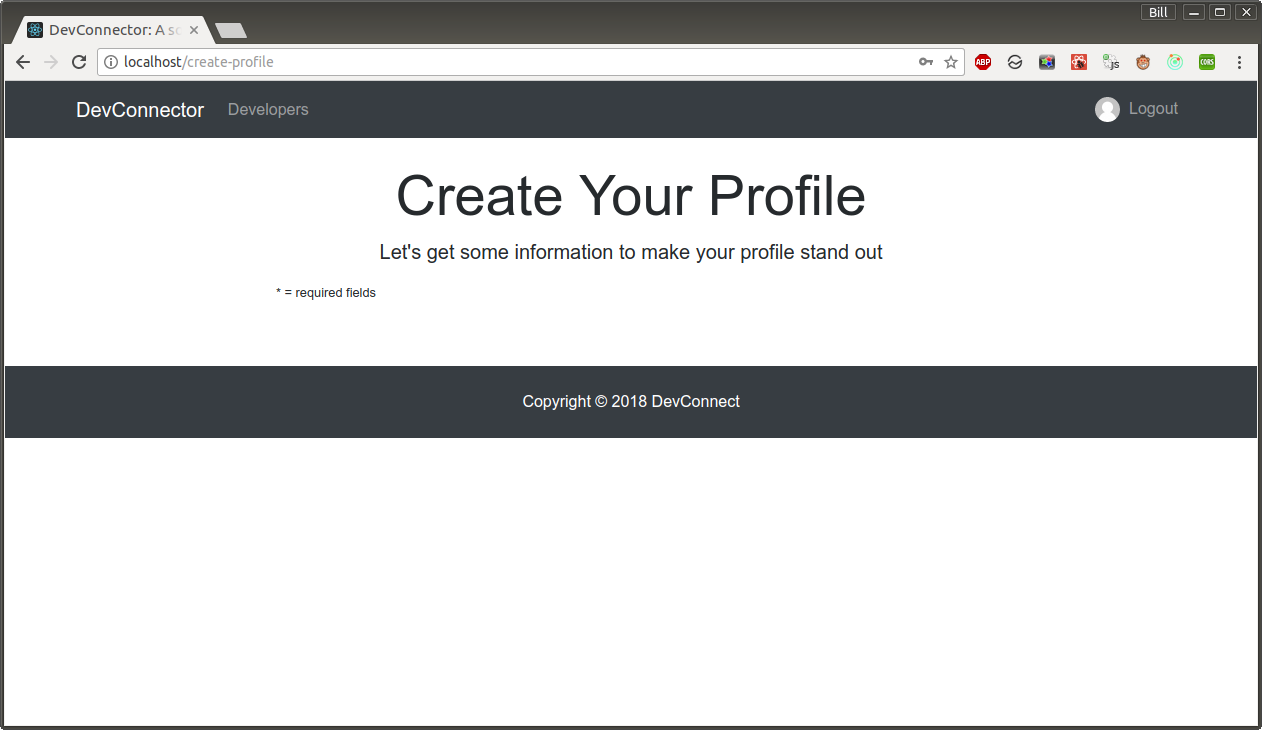 Bill
DevConnector: A so
localhost/create-profile
ABP
JS
CORS
DevConnector
Developers
Logout
Create Your Profile
Let's get some information to make your profile stand out
* = required fields
Copyright © 2018 DevConnect